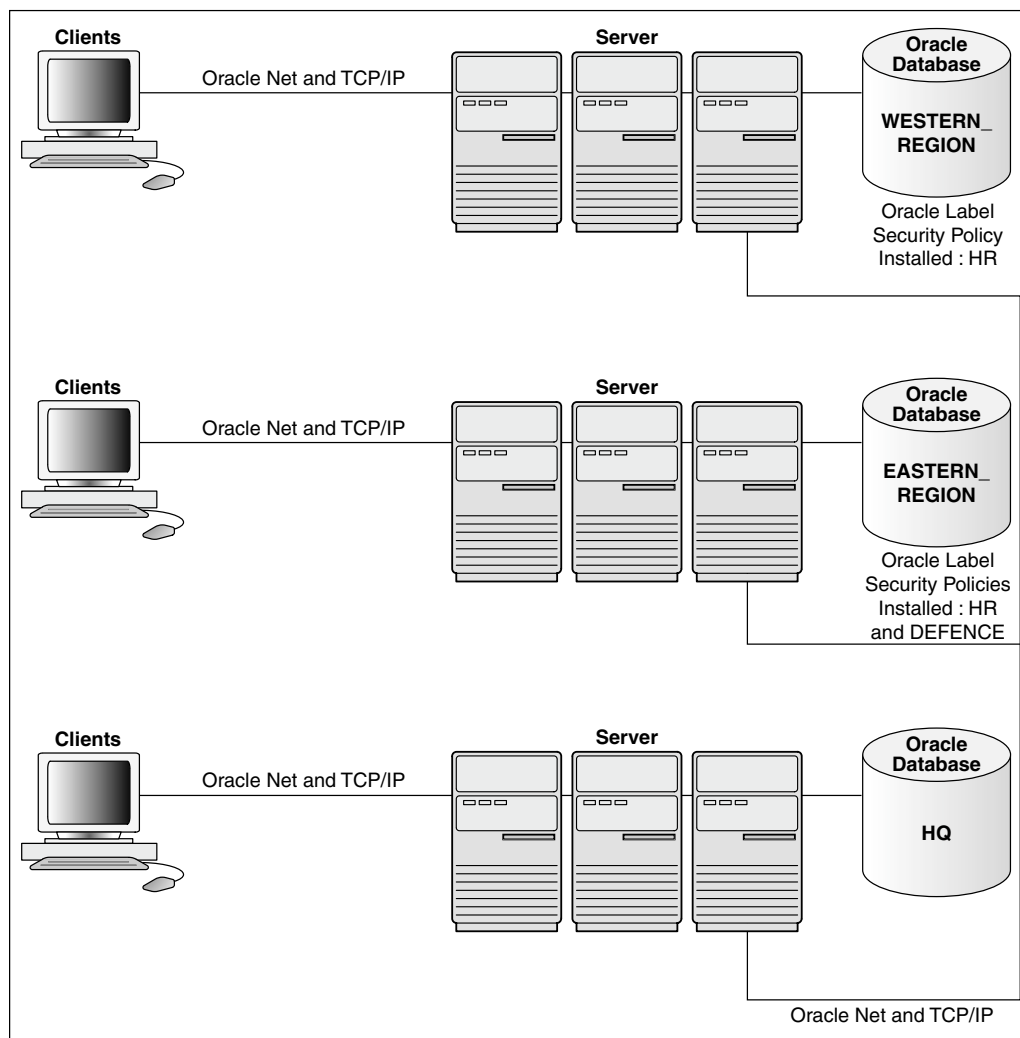 Clients
Server
Oracle Net and TCP/IP
Oracle
Database
WESTERN_
REGION
Oracle Label
Security Policy
Installed : HR
Clients
Server
Oracle Net and TCP/IP
Oracle
Database
EASTERN_
REGION
Oracle Label
Security Policies
Installed : HR
and DEFENCE
Clients
Server
Oracle Net and TCP/IP
Oracle
Database
HQ
Oracle Net and TCP/IP